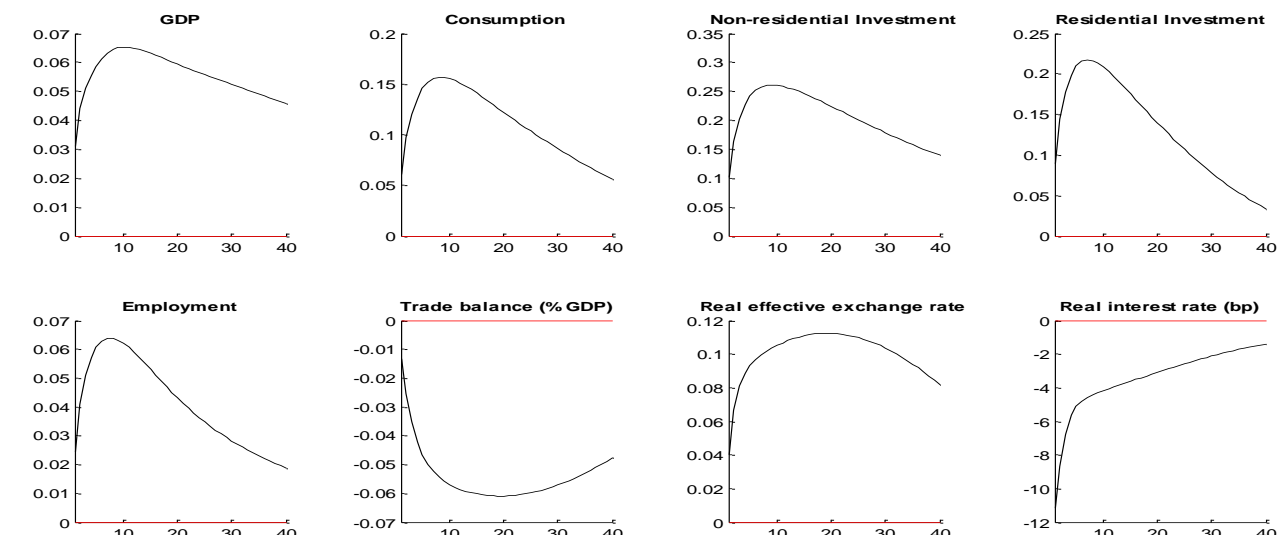 GDP Consumption Non-residential Investment Residential Investment
0.07 0.2 0.35 0.25
0.06 0.3 0.2
0.05 0.15 0.25
0.04 0.2 0.15
0.03 0.1 0.15 0.1
0.02 0.05 0.1 0.05
0.01 0.05
0 0 0 0
10 20 30 40 10 20 30 40 10 20 30 40 10 20 30 40
Employment Trade balance (% GDP) Real effective exchange rate Real interest rate (bp)
0.07 0 0.12 0
0.06 -0.01 0.1 -2
0.05 -0.02 0.08 -4
0.04 -0.03 0.06 -6
0.03 -0.04 0.04 -8
0.02 -0.05 0.02 -10
0.01 -0.06
0 -0.07 0 -12
10 20 30 40 10 20 30 40 10 20 30 40 10 20 30 40